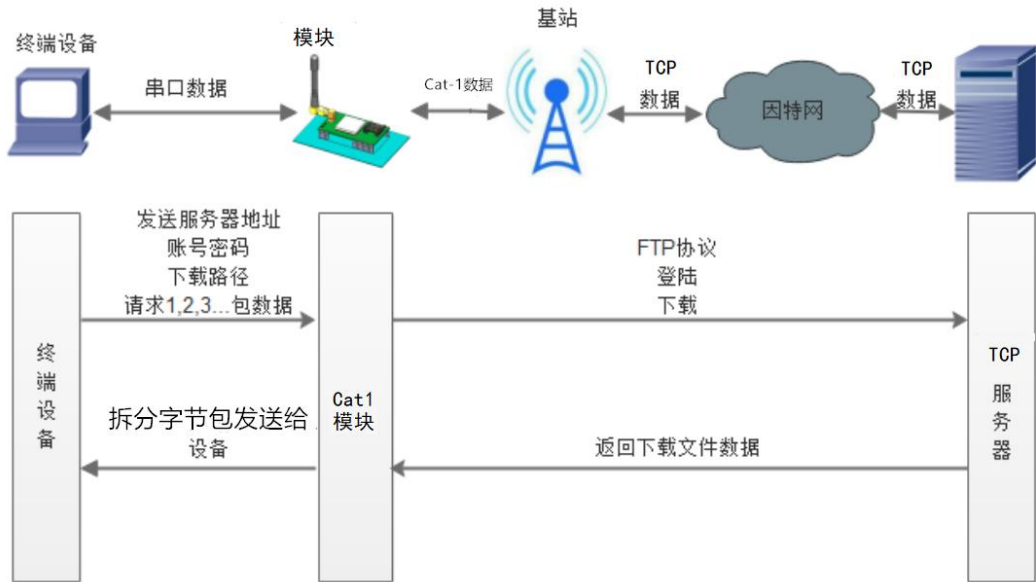 终端设备
模块
基站
串口数据
Cat-1数据
TCP
数据
因特网
TCP
数据
发送服务器地址
账号密码
下载路径
请求1,2,3...包数据
FTP协议
登陆
下载
终端设备
拆分字节包发送给
设备
Cat1
模块
返回下载文件数据
TCP
服务器